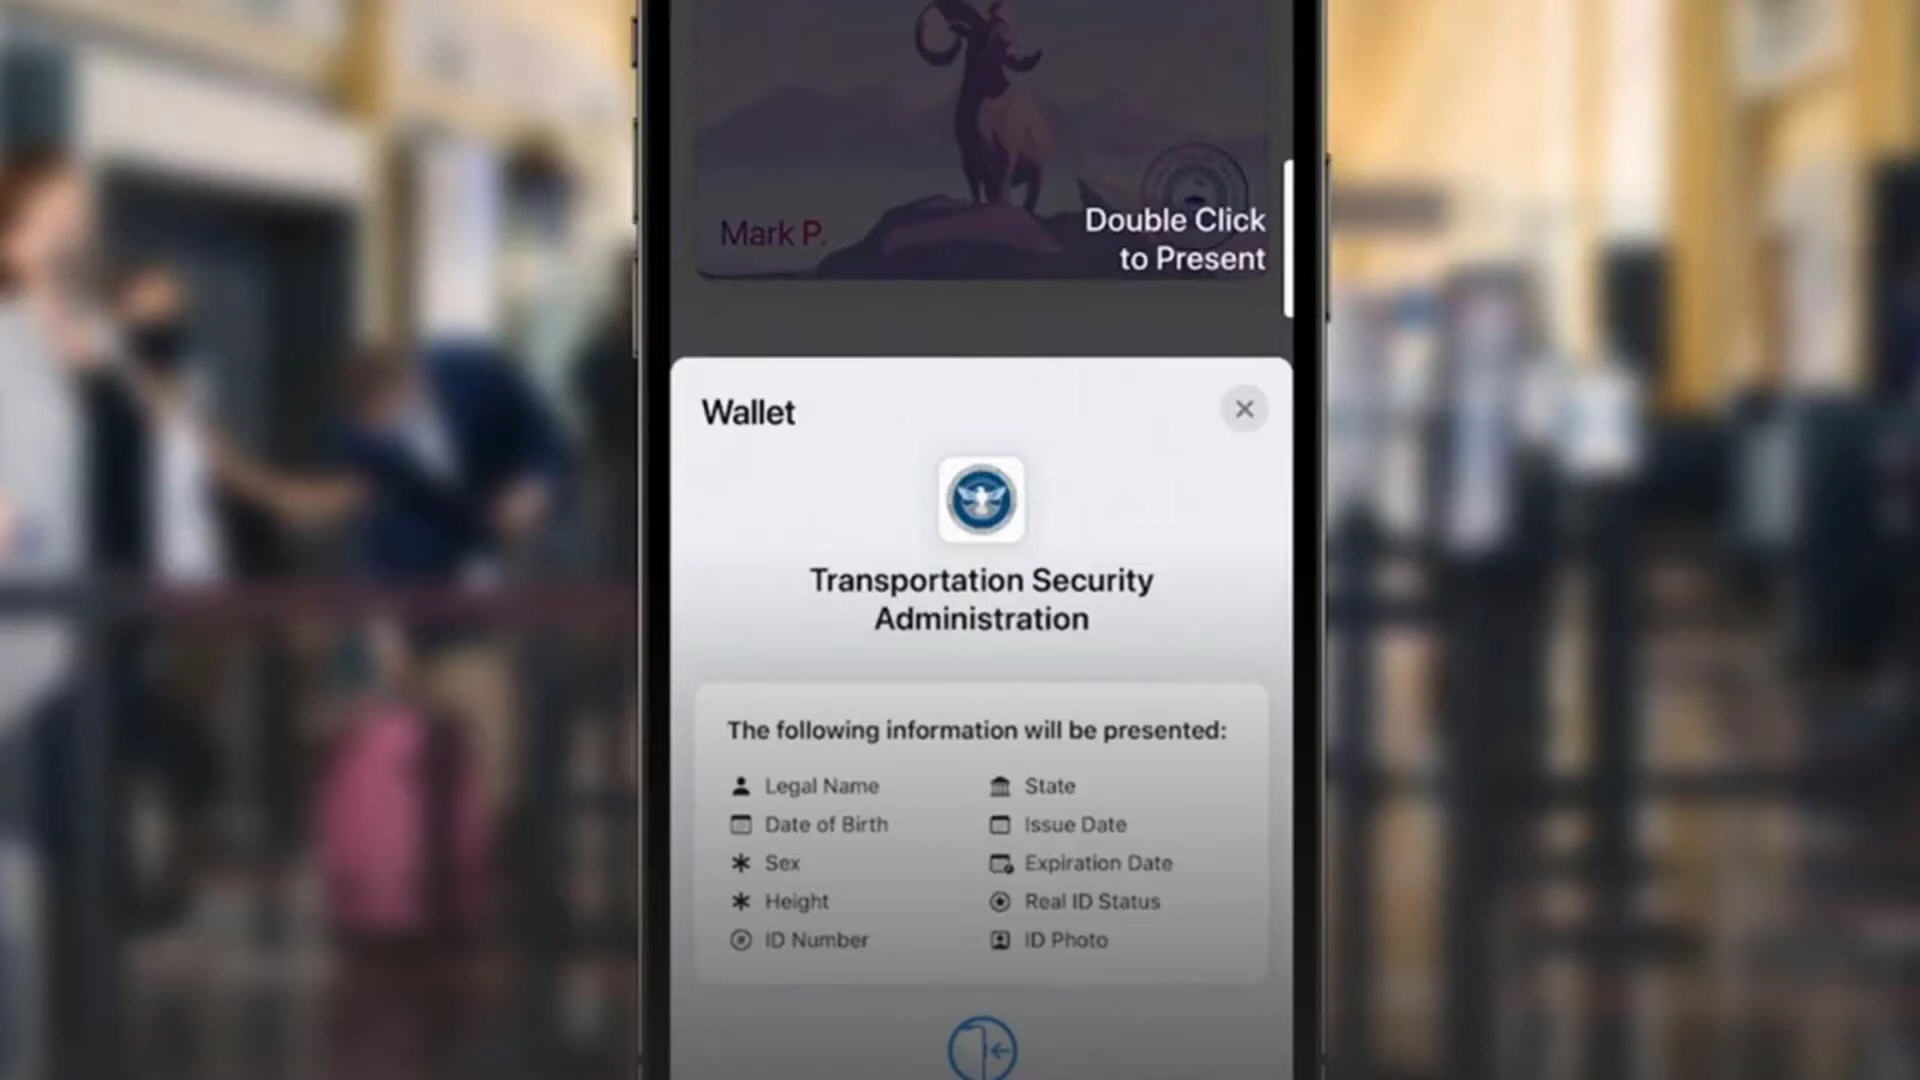 Mark P.
Double Click
to Present
Wallet
Transportation Security
Administration
The following information will be presented:
Legal Name
Date of Birth
Sex
Height
ID Number
State
Issue Date
Expiration Date
Real ID Status
ID Photo